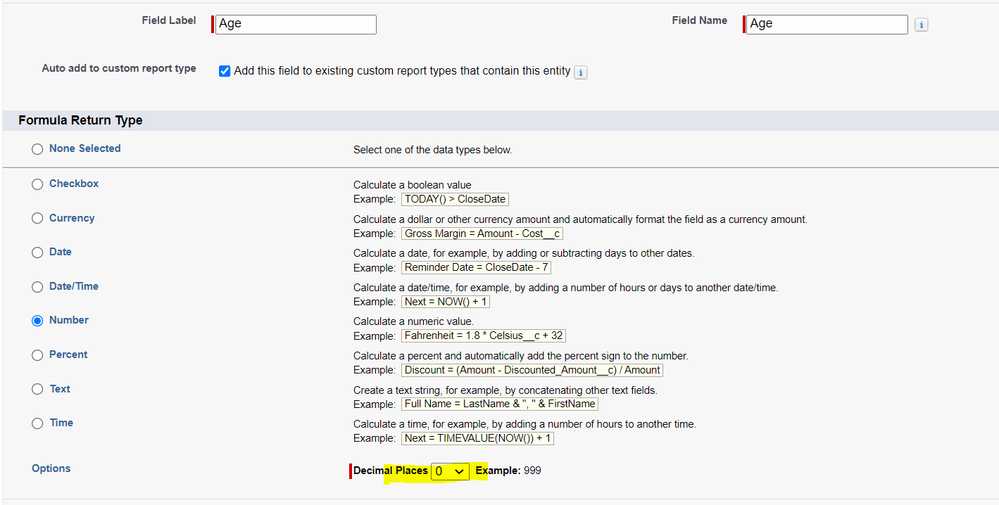 Field Label Age Field Name Age i
Auto add to custom report type Add this field to existing custom report types that contain this entity i
Formula Return Type
None Selected Select one of the data types below.
Checkbox Calculate a boolean value
Example: TODAY() > CloseDate
Currency Calculate a dollar or other currency amount and automatically format the field as a currency amount.
Example: Gross Margin = Amount - Cost__c
Date Calculate a date, for example, by adding or subtracting days to other dates.
Example: Reminder Date = CloseDate - 7
Date/Time Calculate a date/time, for example, by adding a number of hours or days to another date/time.
Example: Next = NOW() + 1
Number Calculate a numeric value.
Example: Fahrenheit = 1.8 * Celsius__c + 32
Percent Calculate a percent and automatically add the percent sign to the number.
Example: Discount = (Amount - Discounted_Amount__c) / Amount
Text Create a text string, for example, by concatenating other text fields.
Example: Full Name = LastName & ", " & FirstName
Time Calculate a time, for example, by adding a number of hours to another time.
Example: Next = TIMEVALUE(NOW()) + 1
Options Decimal Places 0 Example: 999